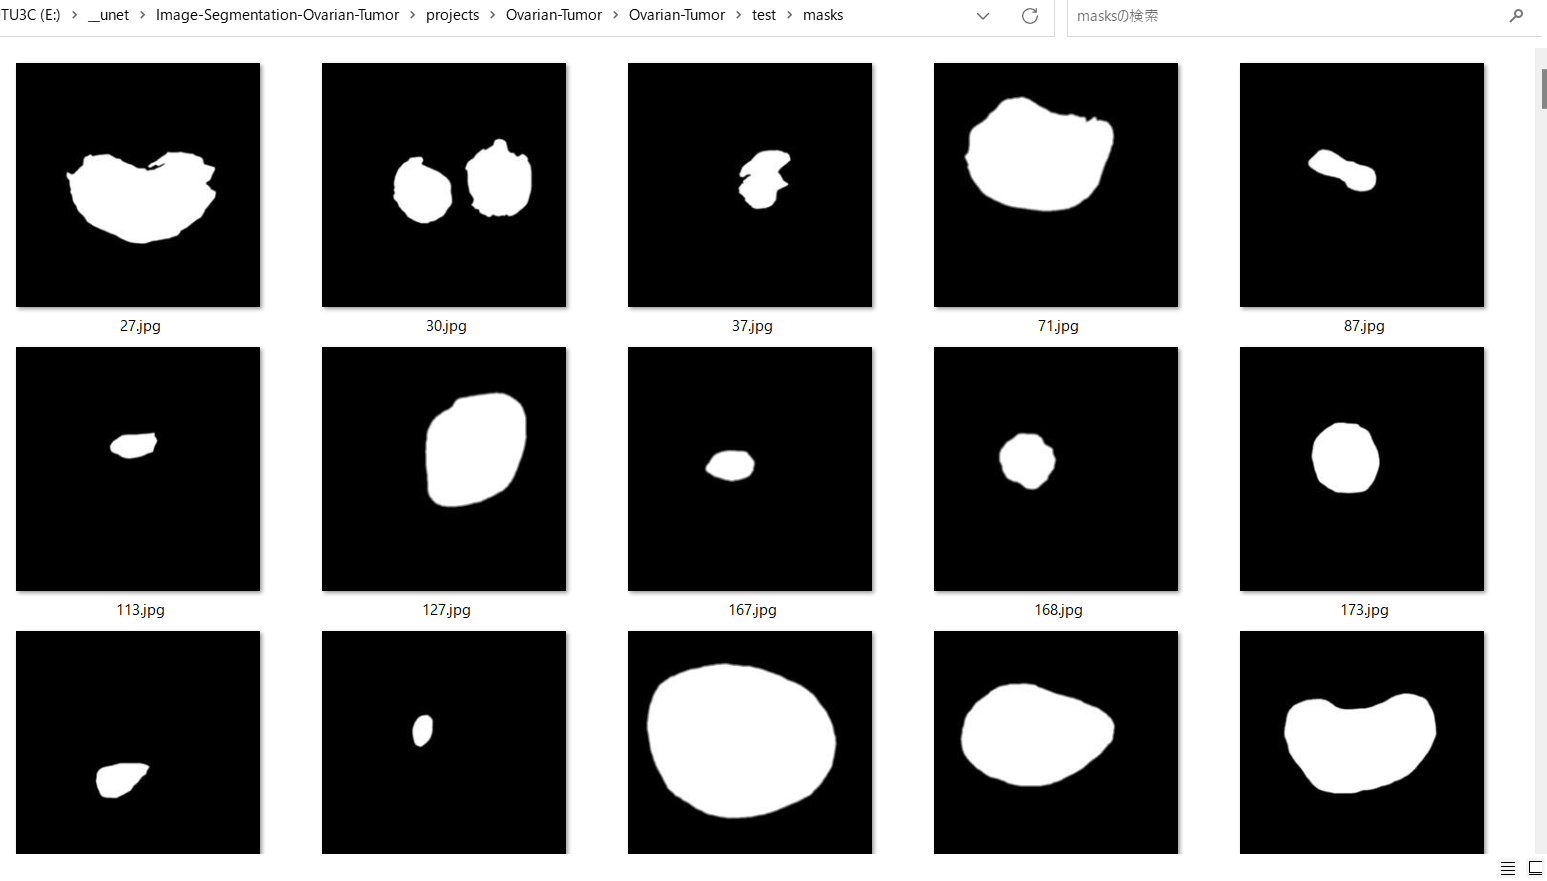 TU3C (E:) > __unet > Image-Segmentation-Ovarian-Tumor > projects > Ovarian-Tumor > Ovarian-Tumor > test > masks
masksの検索
27.jpg 30.jpg 37.jpg 71.jpg 87.jpg
113.jpg 127.jpg 167.jpg 168.jpg 173.jpg